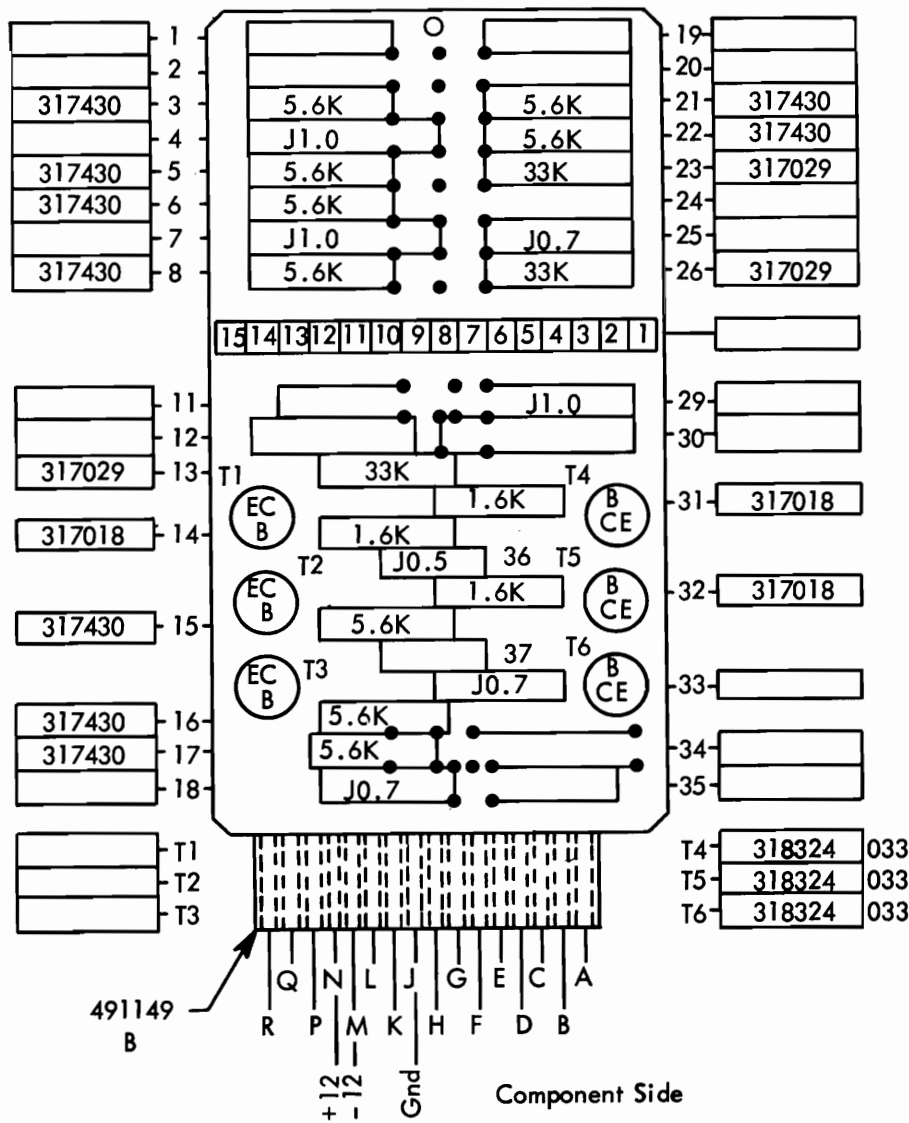 1 19
2 20
317430 3 5.6K 5.6K 21 317430
4 J1.0 5.6K 22 317430
317430 5 5.6K 33K 23 317029
317430 6 5.6K 24
7 J1.0 J0.7 25
317430 8 5.6K 33K 26 317029
15 14 13 12 11 10 9 8 7 6 5 4 3 2 1
11 J1.0 29
12 30
317029 13 T1 33K T4
EC B 1.6K B CE 31 317018
317018 14 1.6K
T2 J0.5 36 T5
EC B 1.6K B CE 32 317018
317430 15 5.6K
T3 37 T6
EC B J0.7 B CE 33
317430 16 5.6K
317430 17 5.6K 34
18 J0.7 35
T1 T4 318324 033
T2 T5 318324 033
T3 T6 318324 033
Q N L J G E C A
491149
B
R P M K H F D B
+12 -12 Gnd
Component Side